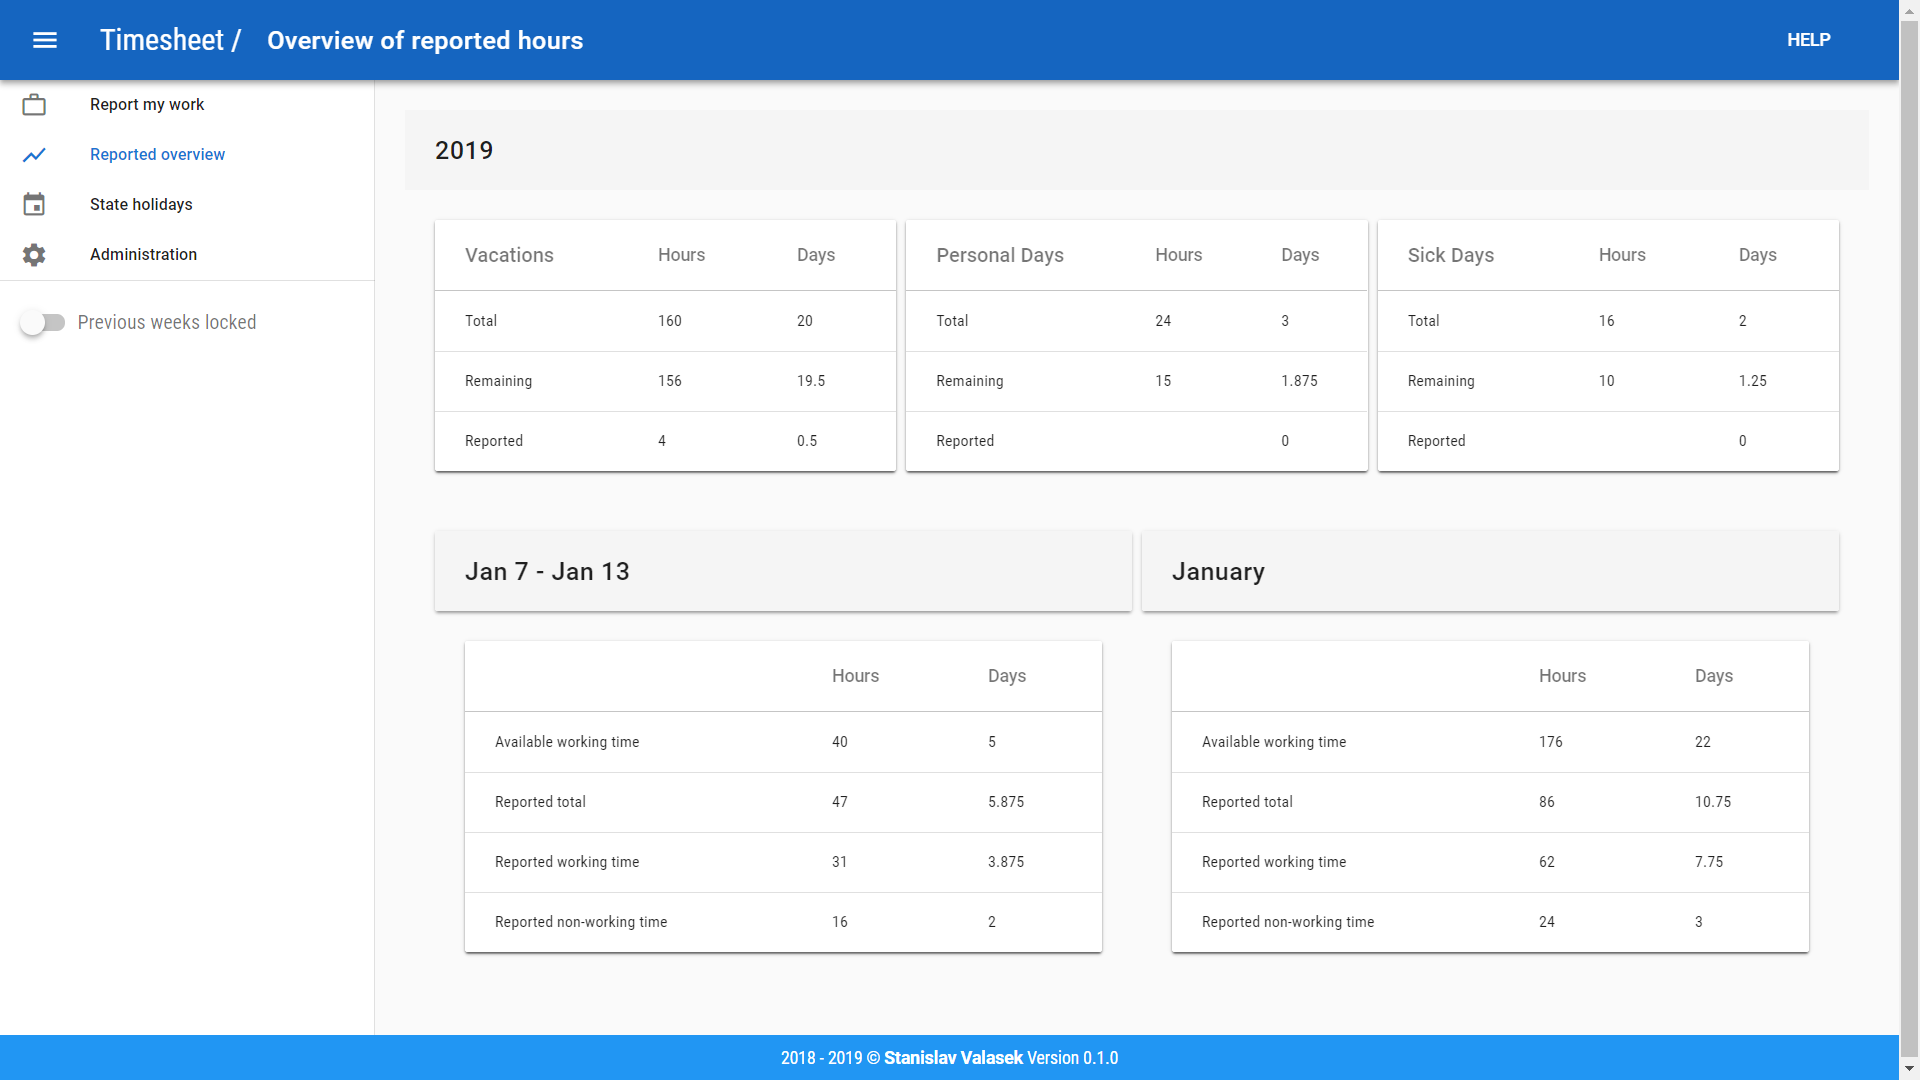 Timesheet / Overview of reported hours
HELP
Report my work
Reported overview
State holidays
Administration
Previous weeks locked
2019
Vacations Hours Days
Total 160 20
Remaining 156 19.5
Reported 4 0.5
Personal Days Hours Days
Total 24 3
Remaining 15 1.875
Reported 0
Sick Days Hours Days
Total 16 2
Remaining 10 1.25
Reported 0
Jan 7 - Jan 13
Hours Days
Available working time 40 5
Reported total 47 5.875
Reported working time 31 3.875
Reported non-working time 16 2
January
Hours Days
Available working time 176 22
Reported total 86 10.75
Reported working time 62 7.75
Reported non-working time 24 3
2018 - 2019 © Stanislav Valasek Version 0.1.0